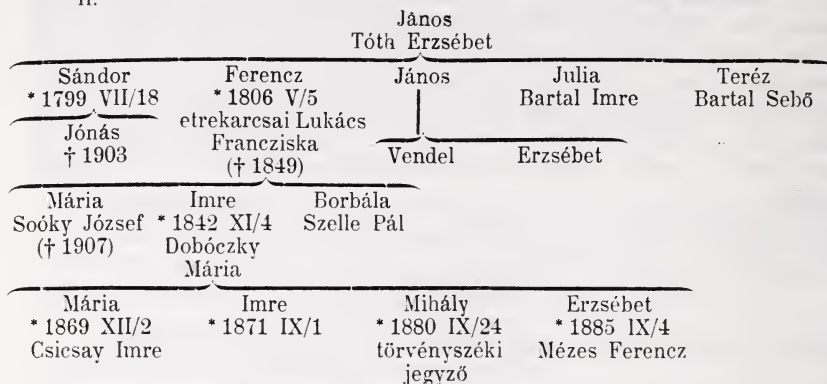 II.
János
Tóth Erzsébet
Sándor Ferencz János Julia Teréz
* 1799 VII/18 * 1806 V/5 Bartal Imre Bartal Sebő
etrekarcsai Lukács
Jónás Francziska
† 1903 († 1849) Vendel Erzsébet
Mária Imre Borbála
Soóky József * 1842 XI/4 Szelle Pál
(† 1907) Dobóczky
Mária
Mária Imre Mihály Erzsébet
* 1869 XII/2 * 1871 IX/1 * 1880 IX/24 * 1885 IX/4
Csicsay Imre törvényszéki Mézes Ferencz
jegyző